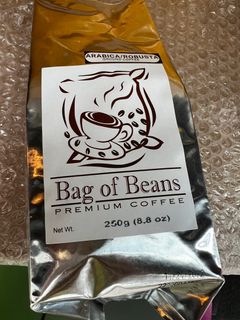 ARABICA/ROBUSTA
Bag of Beans
PREMIUM COFFEE
Net Wt. 250g (8.8 oz)